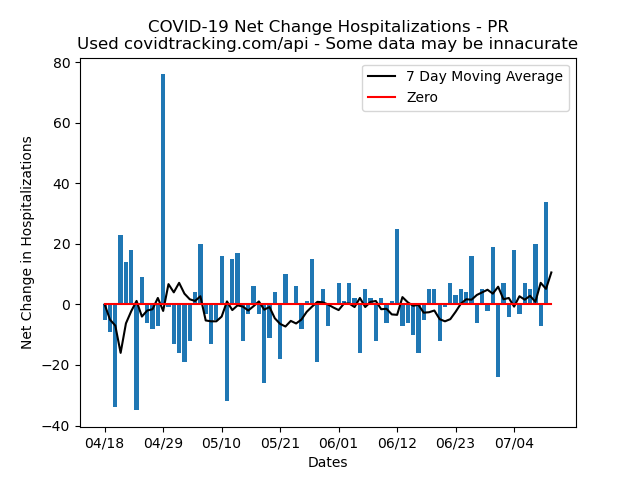 COVID-19 Net Change Hospitalizations - PR
Used covidtracking.com/api - Some data may be innacurate
7 Day Moving Average
Zero
Net Change in Hospitalizations
80
60
40
20
0
−20
−40
04/18 04/29 05/10 05/21 06/01 06/12 06/23 07/04
Dates